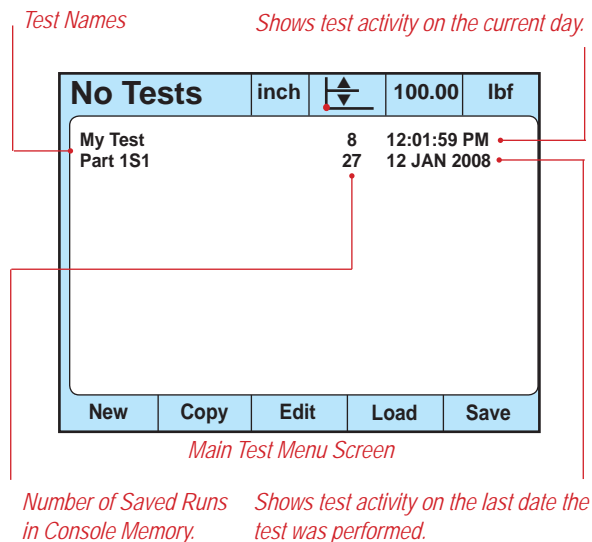 Test Names
Shows test activity on the current day.
No Tests inch 100.00 lbf
My Test 8 12:01:59 PM
Part 1S1 27 12 JAN 2008
New Copy Edit Load Save
Main Test Menu Screen
Number of Saved Runs
in Console Memory.
Shows test activity on the last date the
test was performed.